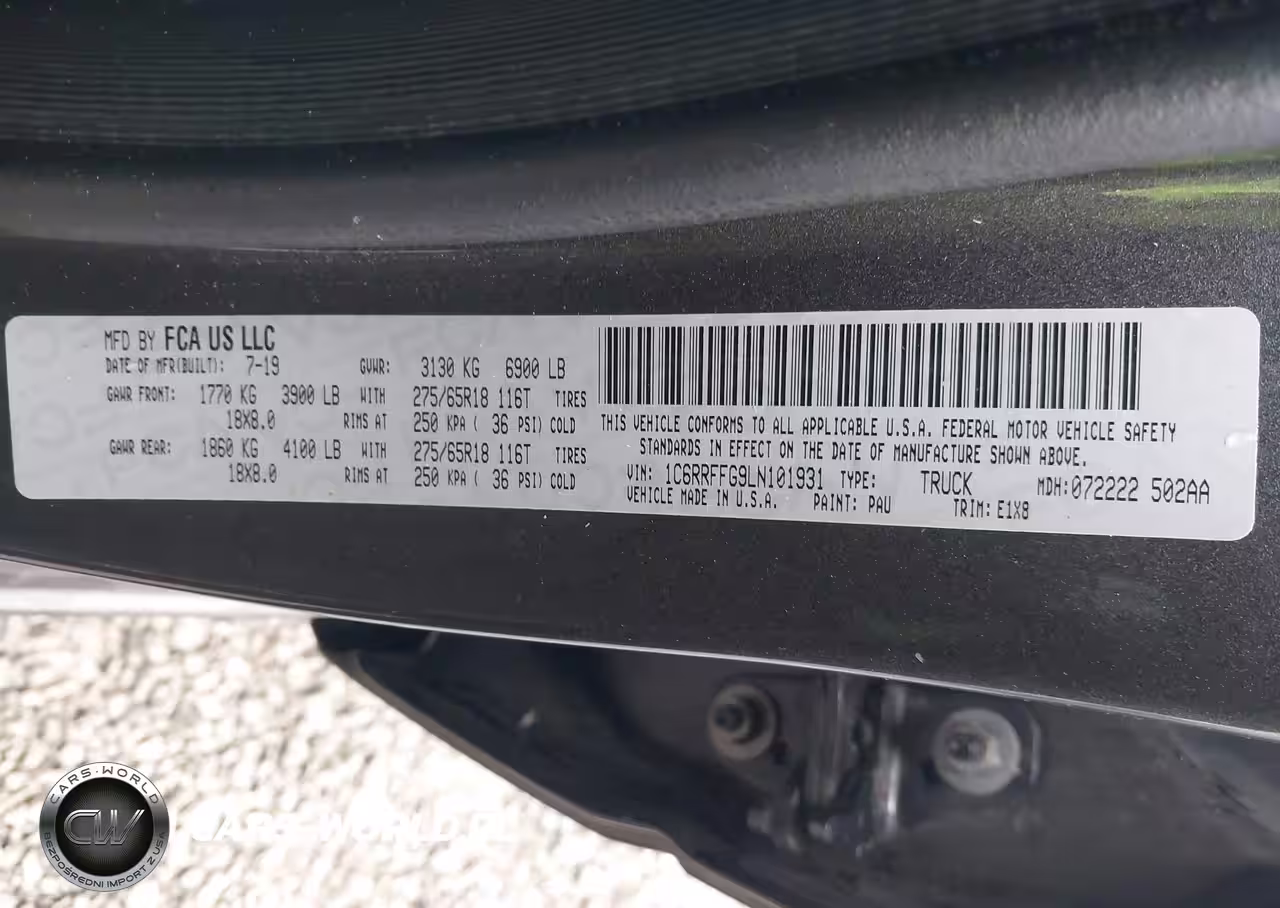 MFD BY FCA US LLC
DATE OF MFR(BUILT): 7-19 GVWR: 3130 KG 6900 LB
GAWR FRONT: 1770 KG 3900 LB WITH 275/65R18 116T TIRES
18X8.0 RIMS AT 250 KPA ( 36 PSI) COLD
GAWR REAR: 1860 KG 4100 LB WITH 275/65R18 116T TIRES
18X8.0 RIMS AT 250 KPA ( 36 PSI) COLD
THIS VEHICLE CONFORMS TO ALL APPLICABLE U.S.A. FEDERAL MOTOR VEHICLE SAFETY
STANDARDS IN EFFECT ON THE DATE OF MANUFACTURE SHOWN ABOVE.
VIN: 1C6RRFFG9LN101931 TYPE: TRUCK MDH:072222 502AA
VEHICLE MADE IN U.S.A. PAINT: PAU TRIM: E1X8
CARS-WORLD
CW
BEZPOŚREDNI IMPORT Z USA